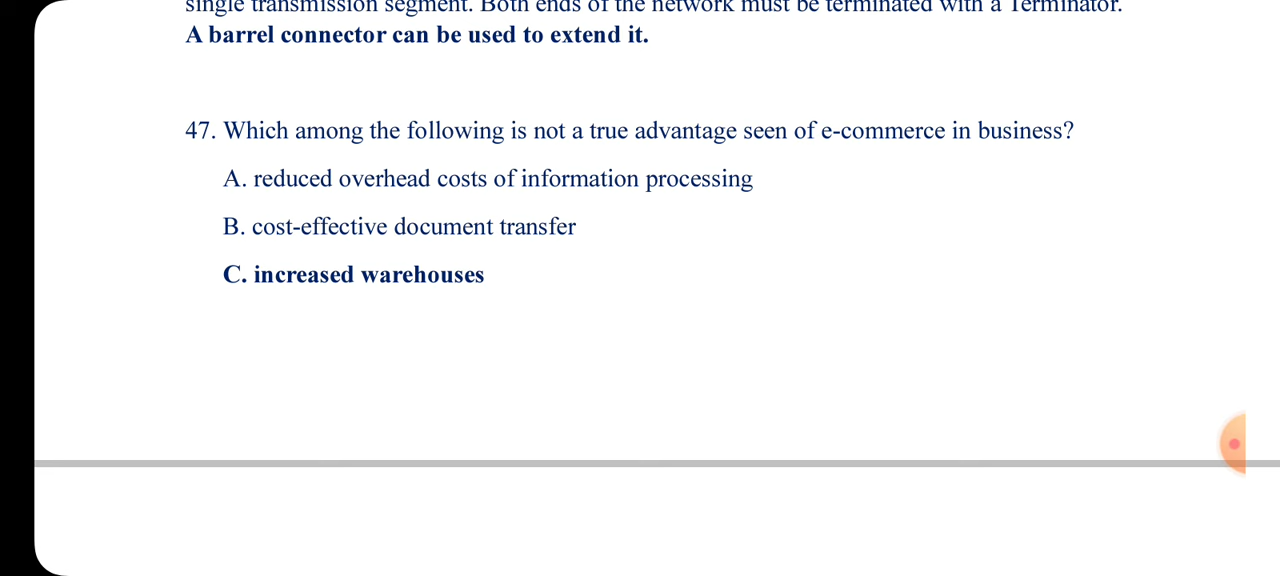 single transmission segment. Both ends of the network must be terminated with a Terminator.
A barrel connector can be used to extend it.
47. Which among the following is not a true advantage seen of e-commerce in business?
A. reduced overhead costs of information processing
B. cost-effective document transfer
C. increased warehouses